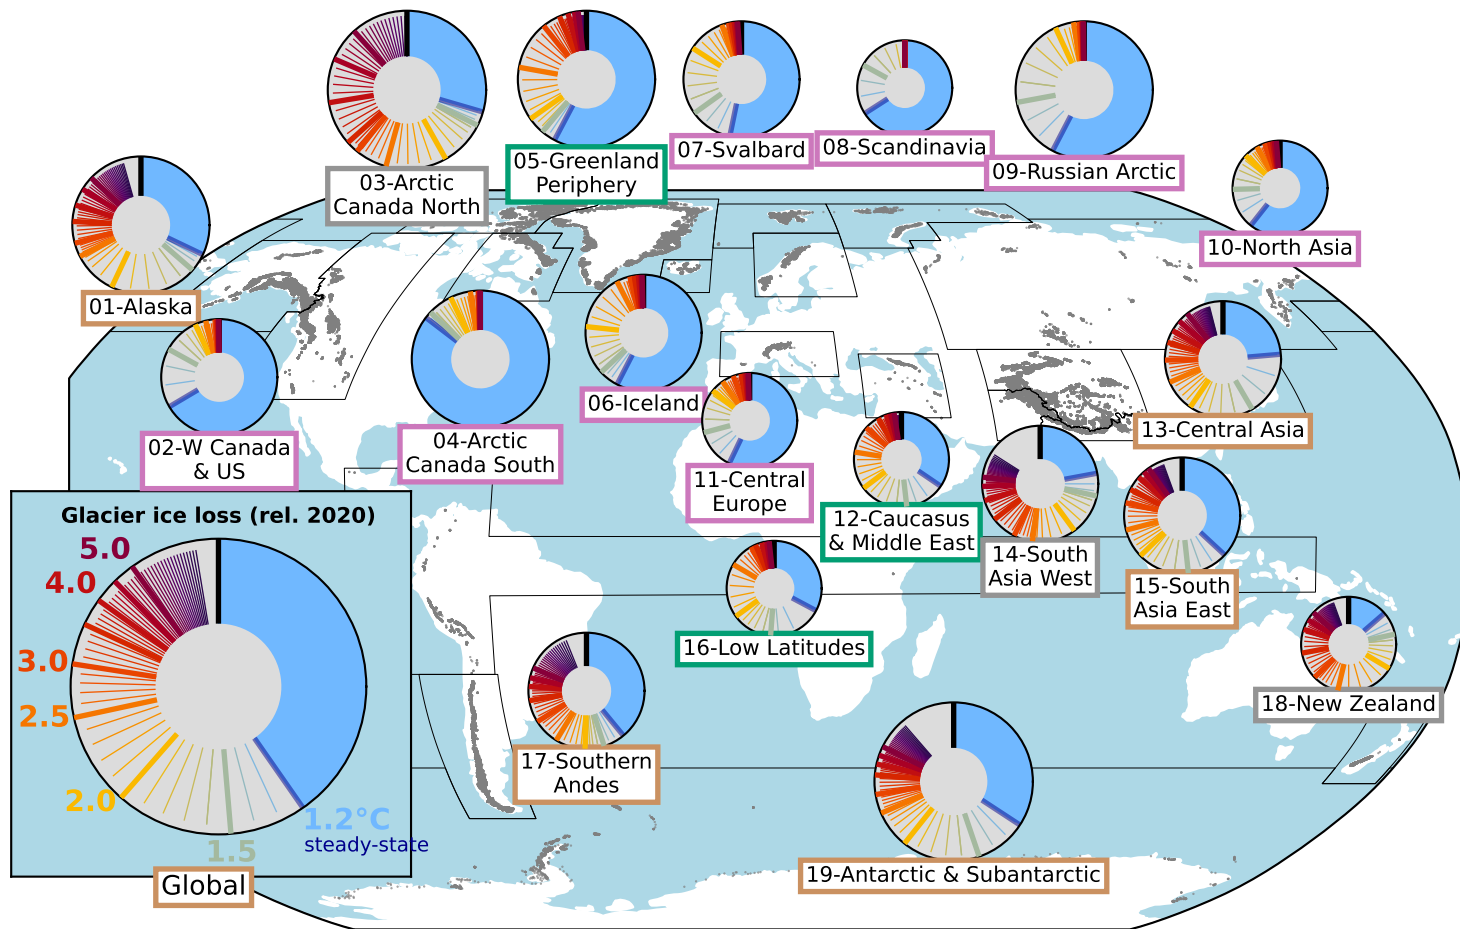 03-Arctic
Canada North
05-Greenland
Periphery
07-Svalbard
08-Scandinavia
09-Russian Arctic
10-North Asia
01-Alaska
02-W Canada
& US
04-Arctic
Canada South
06-Iceland
11-Central
Europe
12-Caucasus
& Middle East
13-Central Asia
14-South
Asia West
15-South
Asia East
16-Low Latitudes
17-Southern
Andes
18-New Zealand
19-Antarctic & Subantarctic
Glacier ice loss (rel. 2020)
5.0
4.0
3.0
2.5
2.0
1.5
1.2°C
steady-state
Global